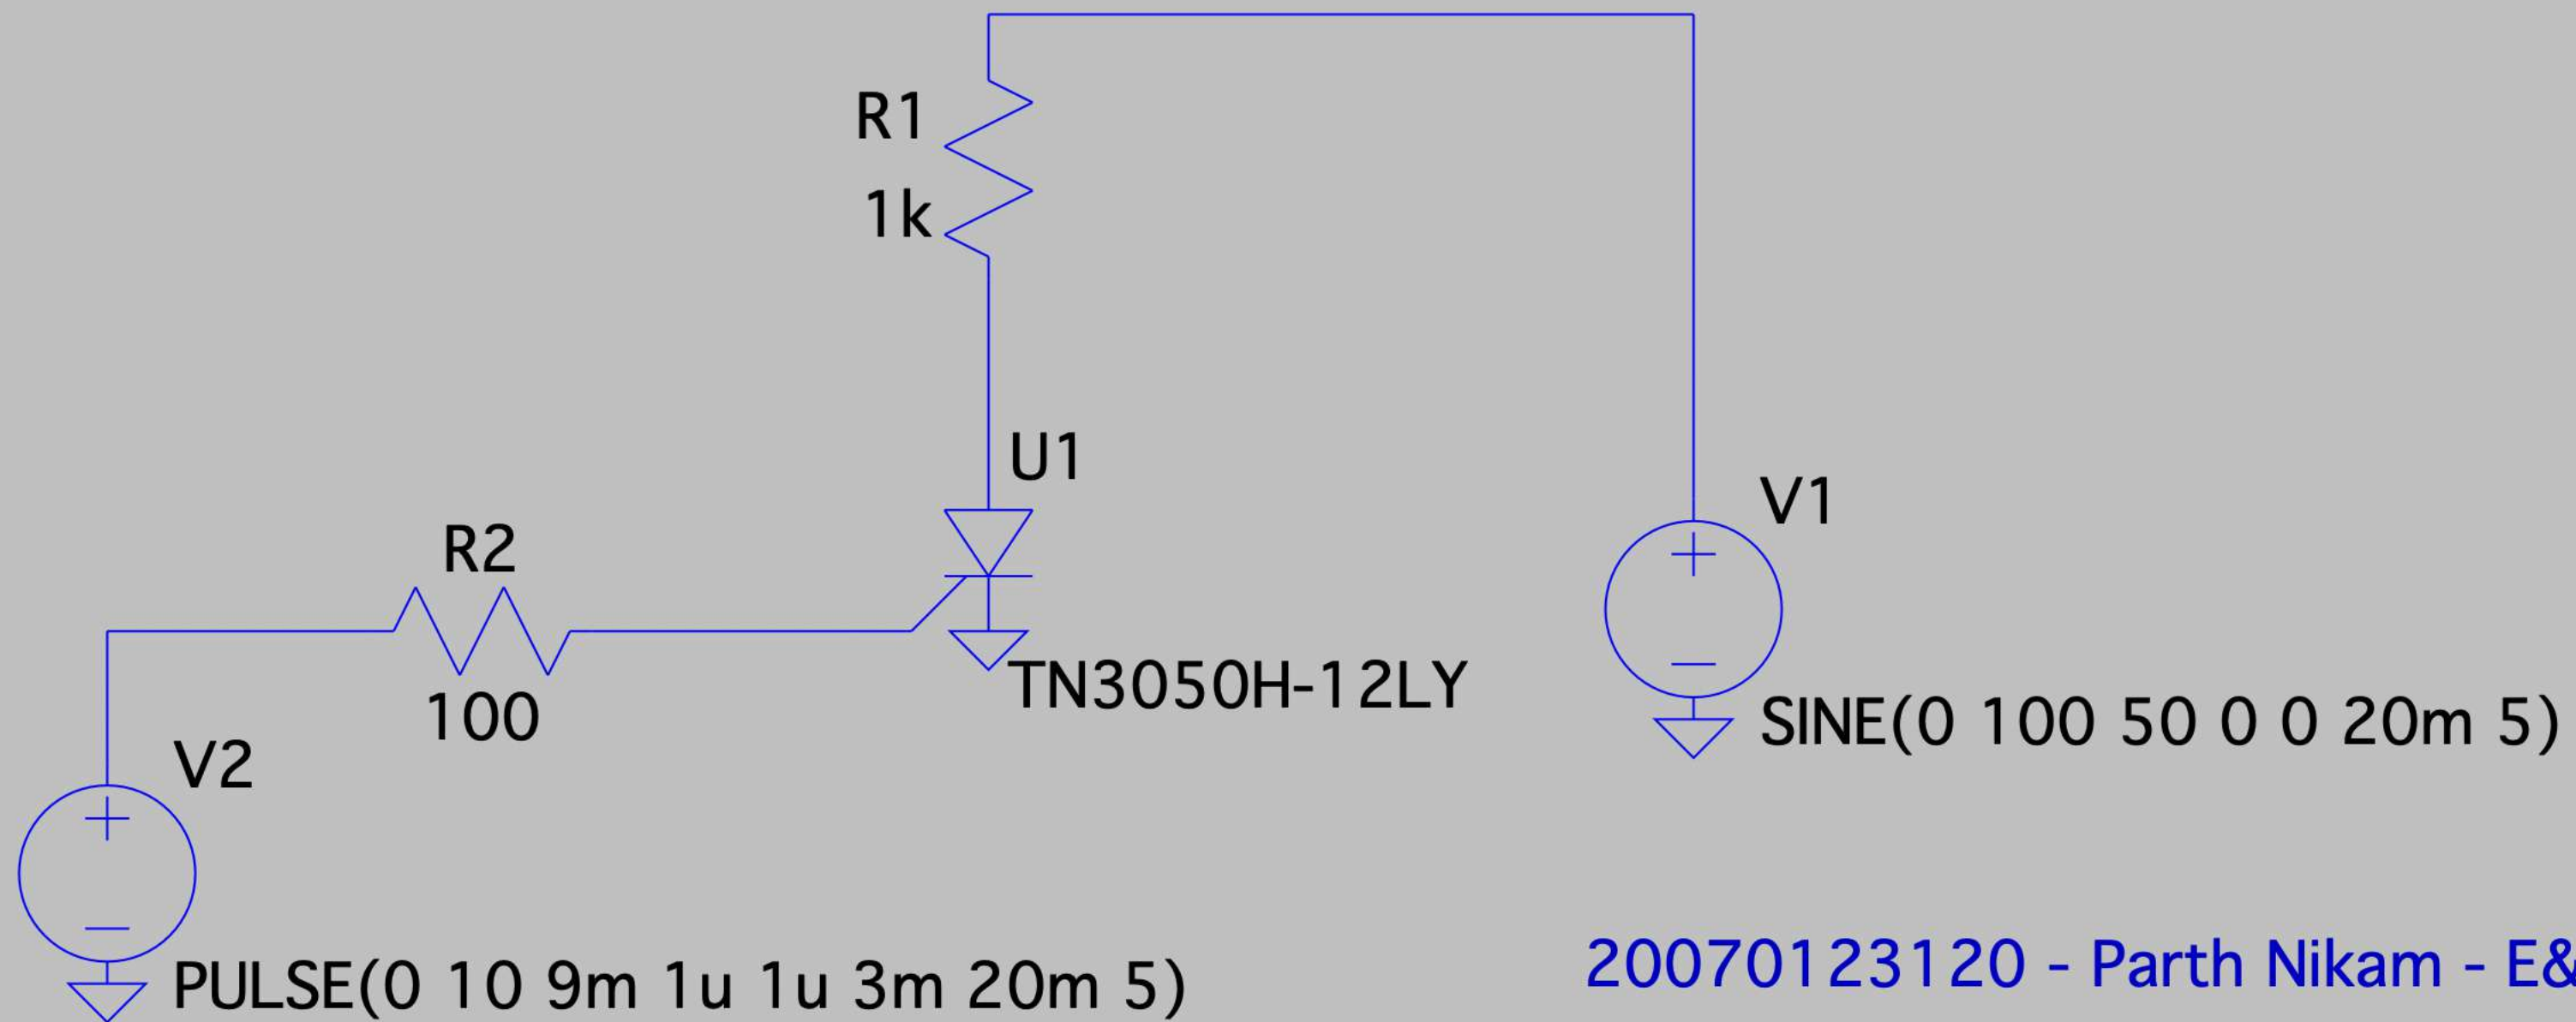 R1
1k
U1
V1
R2
TN3050H-12LY
100
SINE(0 100 50 0 0 20m 5)
V2
20070123120 - Parth Nikam - E&
PULSE(0 10 9m 1u 1u 3m 20m 5)